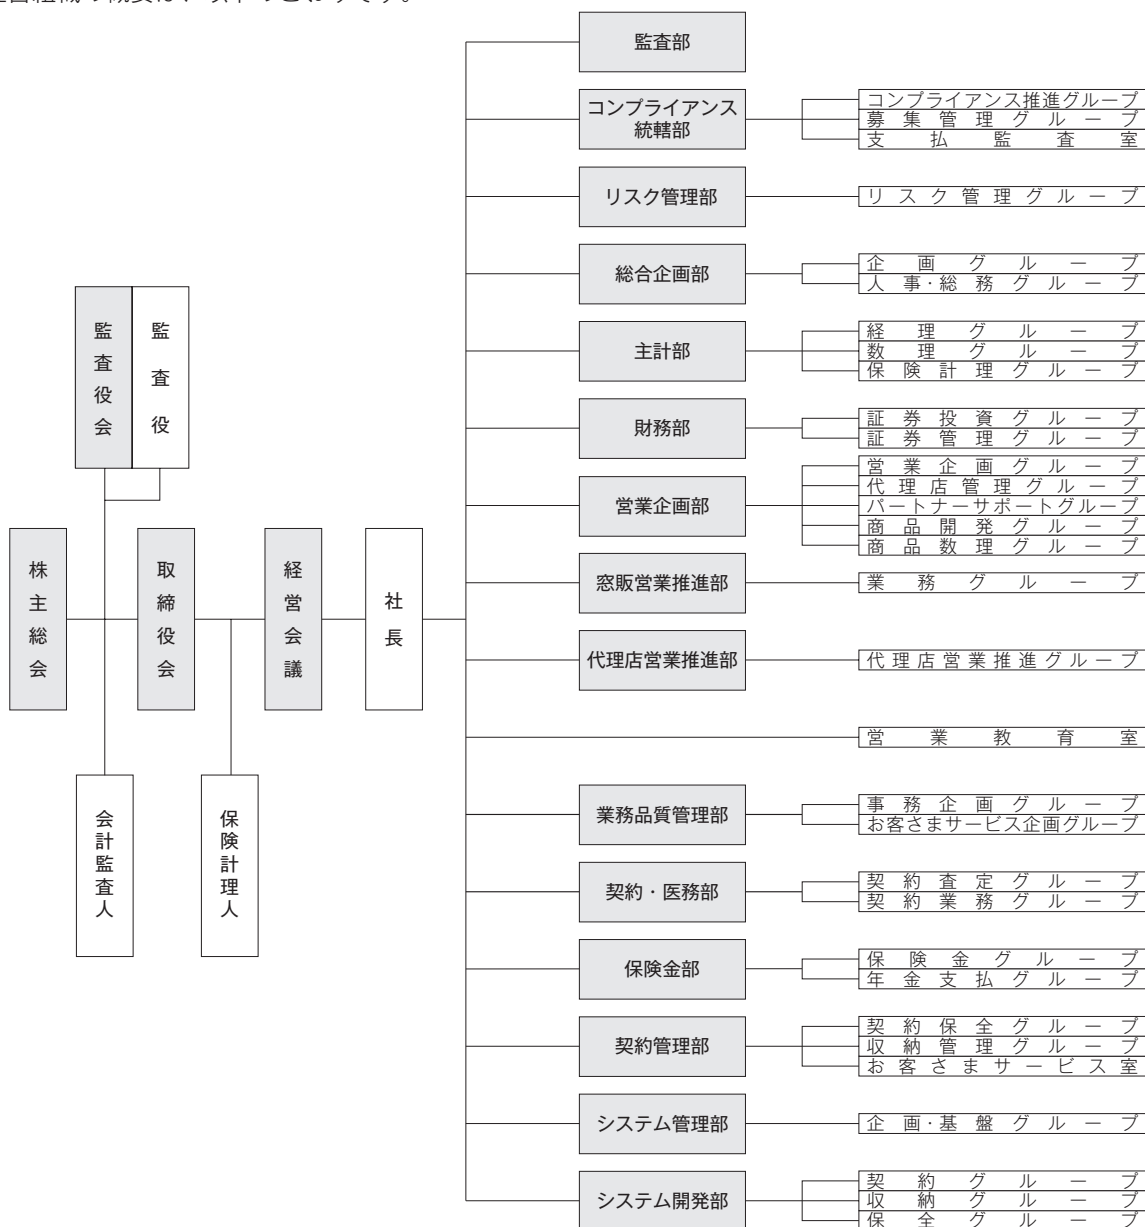 監査部
コンプライアンス
統轄部
コンプライアンス推進グループ
募集管理グループ
支払監査室
リスク管理部
リスク管理グループ
総合企画部
企画グループ
人事・総務グループ
主計部
経理グループ
数理グループ
保険計理グループ
財務部
証券投資グループ
証券管理グループ
営業企画部
営業企画グループ
代理店管理グループ
パートナーサポートグループ
商品開発グループ
商品数理グループ
窓販営業推進部
業務グループ
代理店営業推進部
代理店営業推進グループ
営業教育室
業務品質管理部
事務企画グループ
お客さまサービス企画グループ
契約・医務部
契約査定グループ
契約業務グループ
保険金部
保険金グループ
年金支払グループ
契約管理部
契約保全グループ
収納管理グループ
お客さまサービス室
システム管理部
企画・基盤グループ
システム開発部
契約グループ
収納グループ
保全グループ
監査役会
監査役
株主総会
取締役会
経営会議
社長
会計監査人
保険計理人